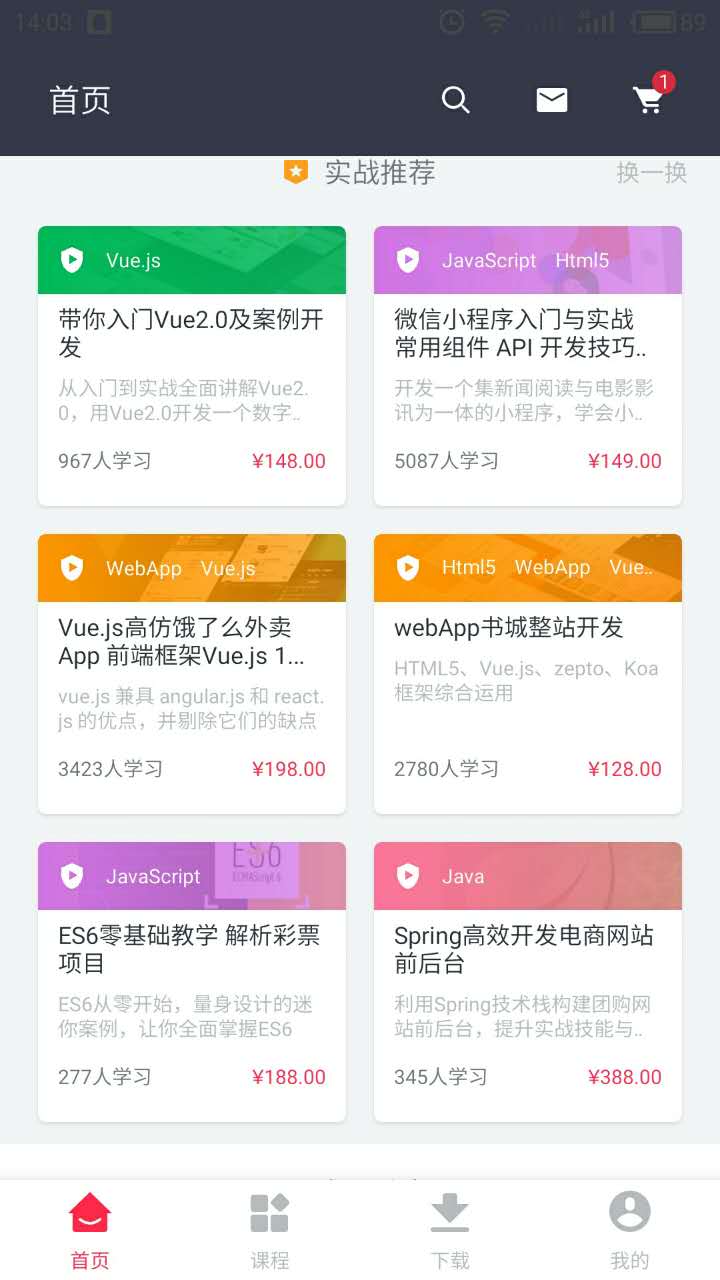 14:03
89
首页
1
实战推荐
换一换
Vue.js
带你入门Vue2.0及案例开
发
从入门到实战全面讲解Vue2.
0，用Vue2.0开发一个数字..
967人学习
¥148.00
JavaScript Html5
微信小程序入门与实战
常用组件 API 开发技巧..
开发一个集新闻阅读与电影影
讯为一体的小程序，学会小..
5087人学习
¥149.00
WebApp Vue.js
Vue.js高仿饿了么外卖
App 前端框架Vue.js 1...
vue.js 兼具 angular.js 和 react.
js 的优点，并剔除它们的缺点
3423人学习
¥198.00
Html5 WebApp Vue..
webApp书城整站开发
HTML5、Vue.js、zepto、Koa
框架综合运用
2780人学习
¥128.00
JavaScript
ES6
ECMAScript 6
ES6零基础教学 解析彩票
项目
ES6从零开始，量身设计的迷
你案例，让你全面掌握ES6
277人学习
¥188.00
Java
Spring高效开发电商网站
前后台
利用Spring技术栈构建团购网
站前后台，提升实战技能与..
345人学习
¥388.00
首页
课程
下载
我的